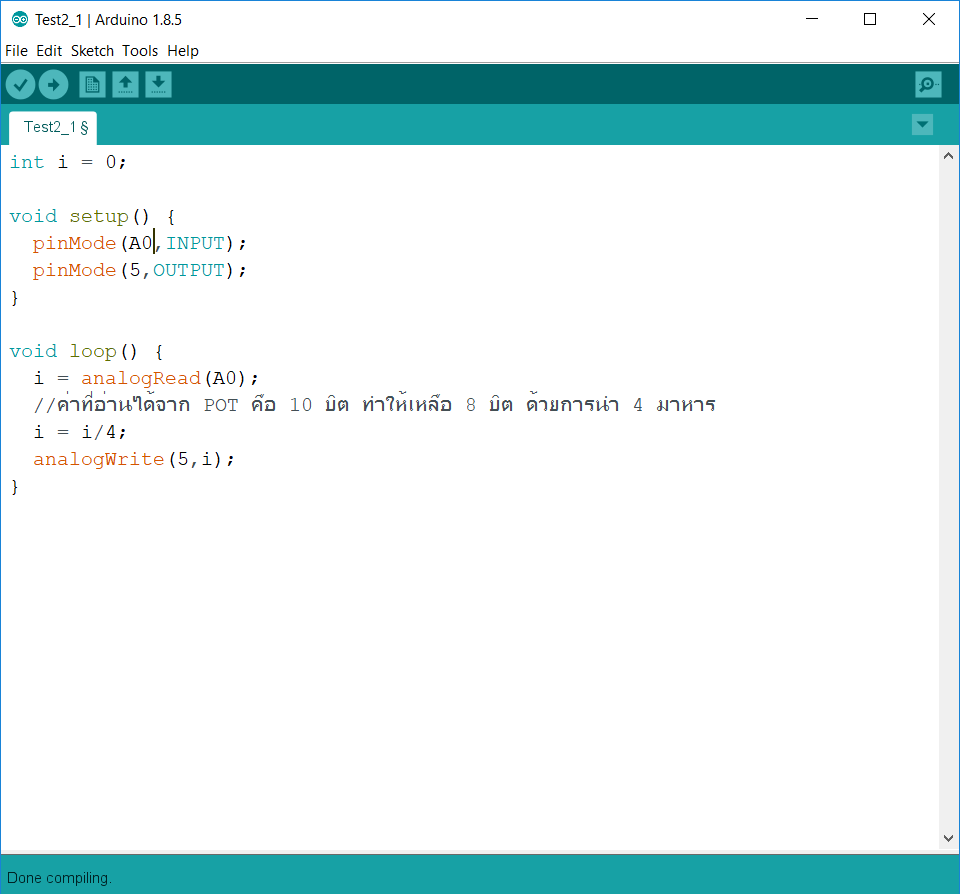 Test2_1 | Arduino 1.8.5
File Edit Sketch Tools Help
Test2_1 §
int i = 0;
void setup() {
pinMode(A0,INPUT);
pinMode(5,OUTPUT);
}
void loop() {
i = analogRead(A0);
//ค่าที่อ่านได้จาก POT คือ 10 บิต ทำให้เหลือ 8 บิต ด้วยการนำ 4 มาหาร
i = i/4;
analogWrite(5,i);
}
Done compiling.